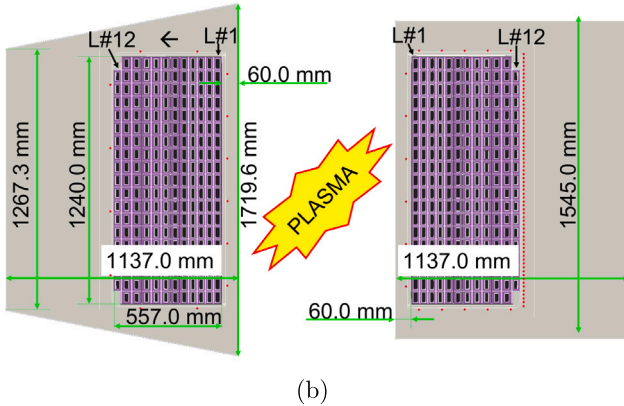 L#12 ← L#1
60.0 mm
1267.3 mm
1240.0 mm
1719.6 mm
1137.0 mm
557.0 mm
PLASMA
L#1
L#12
1545.0 mm
1137.0 mm
60.0 mm
(b)